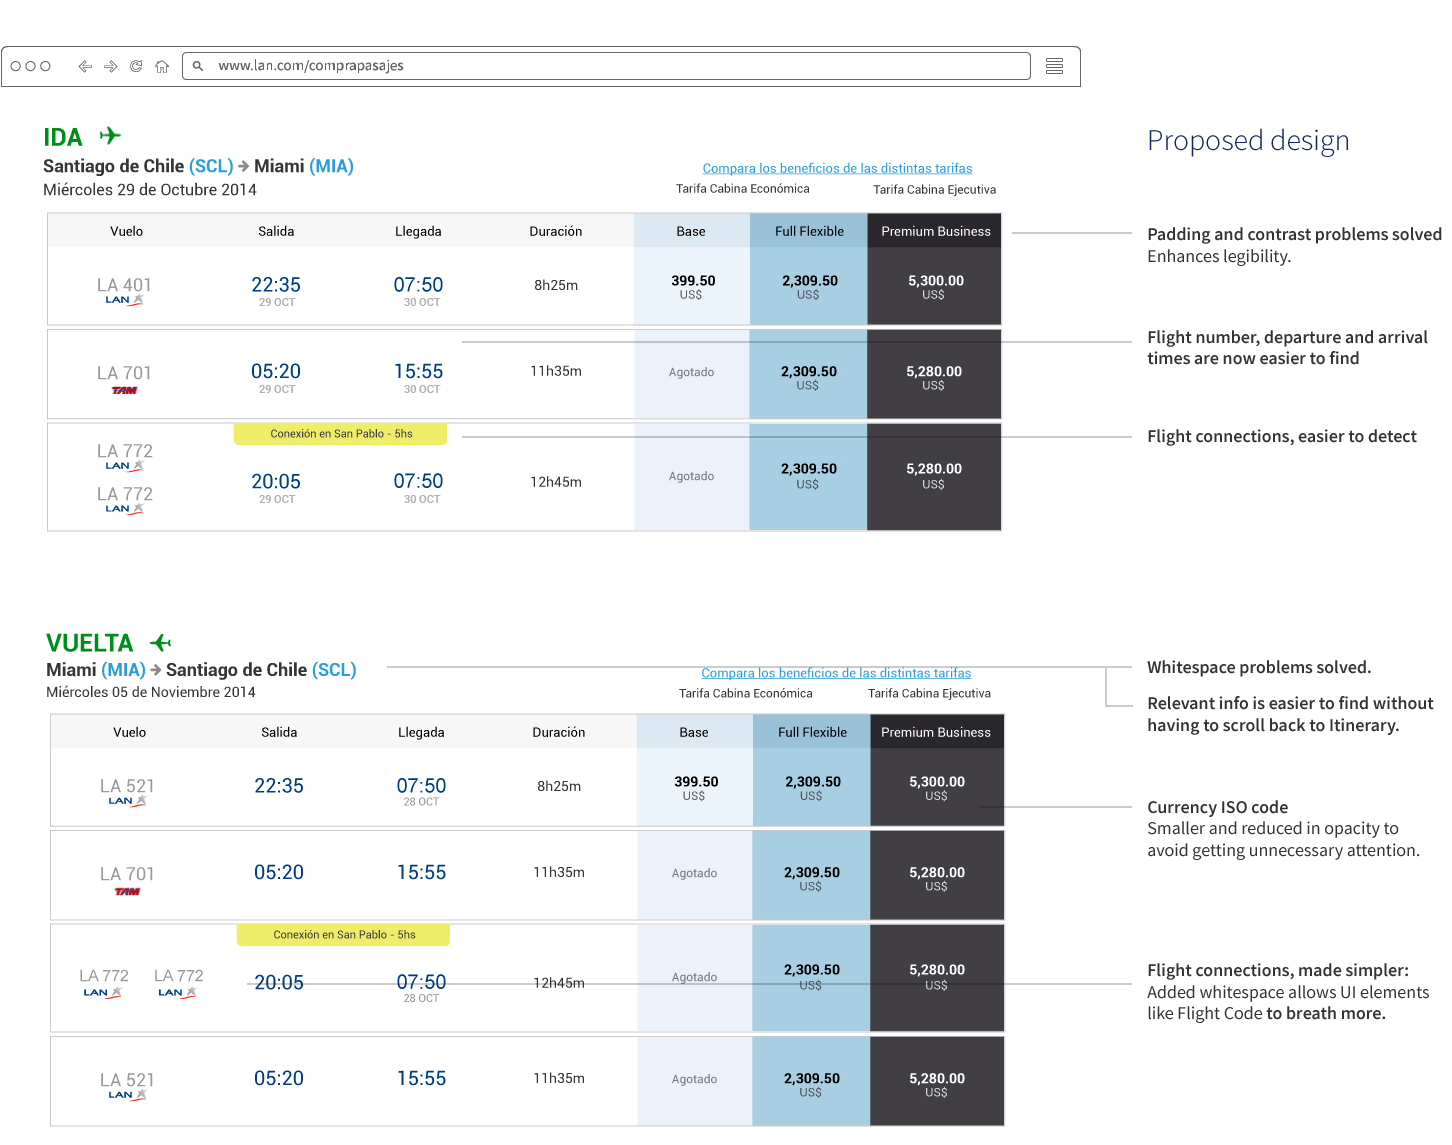 www.lan.com/comprapasajes
IDA
Santiago de Chile (SCL) → Miami (MIA)
Miércoles 29 de Octubre 2014
Compara los beneficios de las distintas tarifas
Tarifa Cabina Económica Tarifa Cabina Ejecutiva
Vuelo Salida Llegada Duración Base Full Flexible Premium Business
LA 401 22:35 07:50 8h25m 399.50 2,309.50 5,300.00
LAN 29 OCT 30 OCT US$ US$ US$
LA 701 05:20 15:55 11h35m Agotado 2,309.50 5,280.00
TAM 29 OCT 30 OCT US$ US$
Conexión en San Pablo - 5hs
LA 772
LAN
20:05 07:50 12h45m Agotado 2,309.50 5,280.00
29 OCT 30 OCT US$ US$
LA 772
LAN
VUELTA
Miami (MIA) → Santiago de Chile (SCL)
Miércoles 05 de Noviembre 2014
Compara los beneficios de las distintas tarifas
Tarifa Cabina Económica Tarifa Cabina Ejecutiva
Vuelo Salida Llegada Duración Base Full Flexible Premium Business
LA 521 22:35 07:50 8h25m 399.50 2,309.50 5,300.00
LAN 28 OCT US$ US$ US$
LA 701 05:20 15:55 11h35m Agotado 2,309.50 5,280.00
TAM US$ US$
Conexión en San Pablo - 5hs
LA 772 LA 772 20:05 07:50 12h45m Agotado 2,309.50 5,280.00
LAN LAN 28 OCT US$ US$
LA 521 05:20 15:55 11h35m Agotado 2,309.50 5,280.00
LAN US$ US$
Proposed design
Padding and contrast problems solved
Enhances legibility.
Flight number, departure and arrival
times are now easier to find
Flight connections, easier to detect
Whitespace problems solved.
Relevant info is easier to find without
having to scroll back to Itinerary.
Currency ISO code
Smaller and reduced in opacity to
avoid getting unnecessary attention.
Flight connections, made simpler:
Added whitespace allows UI elements
like Flight Code to breath more.